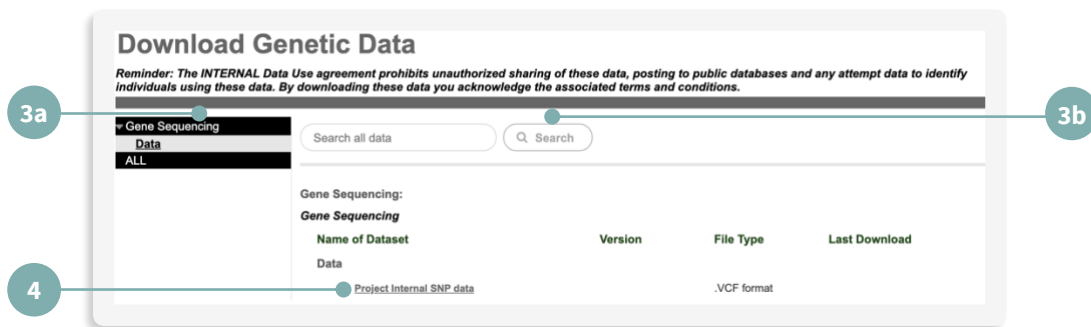 Download Genetic Data
Reminder: The INTERNAL Data Use agreement prohibits unauthorized sharing of these data, posting to public databases and any attempt data to identify
individuals using these data. By downloading these data you acknowledge the associated terms and conditions.
3a
3b
Gene Sequencing
Data
ALL
Search all data
Search
Gene Sequencing:
Gene Sequencing
Name of Dataset Version File Type Last Download
Data
4
Project Internal SNP data .VCF format